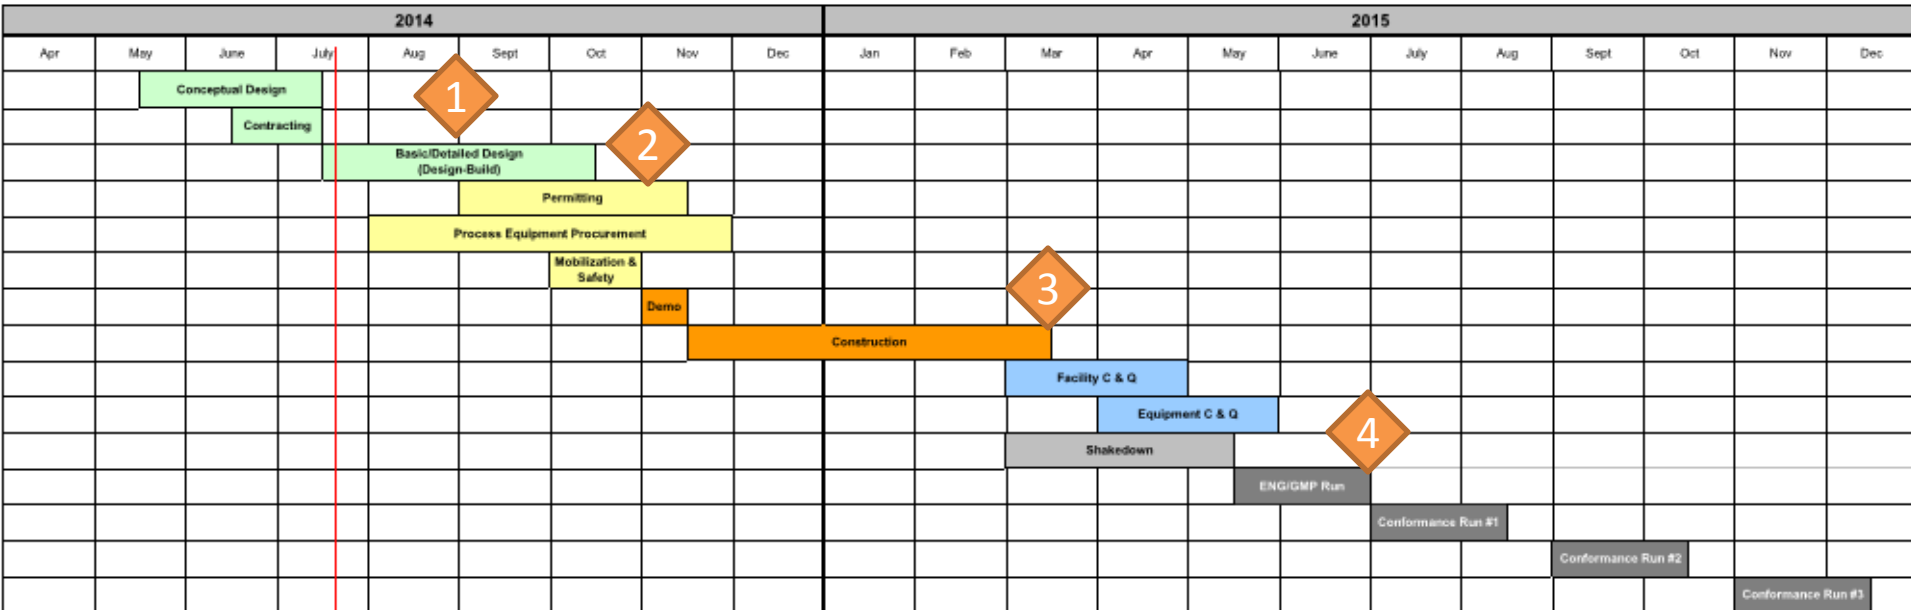 2014 2015
Apr May June July Aug Sept Oct Nov Dec Jan Feb Mar Apr May June July Aug Sept Oct Nov Dec
Conceptual Design
1
Contracting
2
Basic/Detailed Design
(Design-Build)
Permitting
Process Equipment Procurement
Mobilization &
Safety
3
Demo
Construction
Facility C & Q
Equipment C & Q
4
Shakedown
ENG/GMP Run
Conformance Run #1
Conformance Run #2
Conformance Run #3